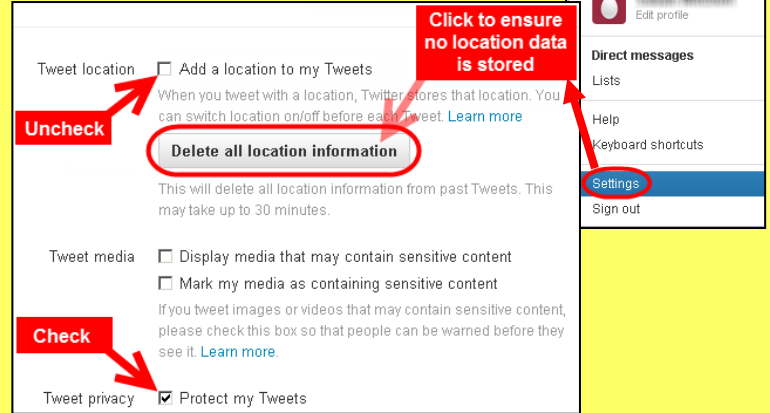 Click to ensure
no location data
is stored
Tweet location Add a location to my Tweets
When you tweet with a location, Twitter stores that location. You
can switch location on/off before each Tweet. Learn more
Uncheck
Delete all location information
This will delete all location information from past Tweets. This
may take up to 30 minutes.
Tweet media Display media that may contain sensitive content
Mark my media as containing sensitive content
If you tweet images or videos that may contain sensitive content,
please check this box so that people can be warned before they
see it. Learn more.
Check
Tweet privacy Protect my Tweets
Edit profile
Direct messages
Lists
Help
Keyboard shortcuts
Settings
Sign out